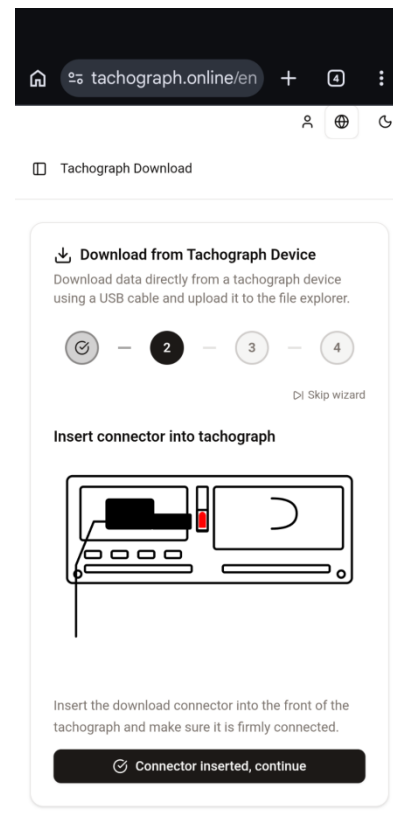 tachograph.online/en
4
Tachograph Download
Download from Tachograph Device
Download data directly from a tachograph device
using a USB cable and upload it to the file explorer.
2
3
4
Skip wizard
Insert connector into tachograph
Insert the download connector into the front of the
tachograph and make sure it is firmly connected.
Connector inserted, continue